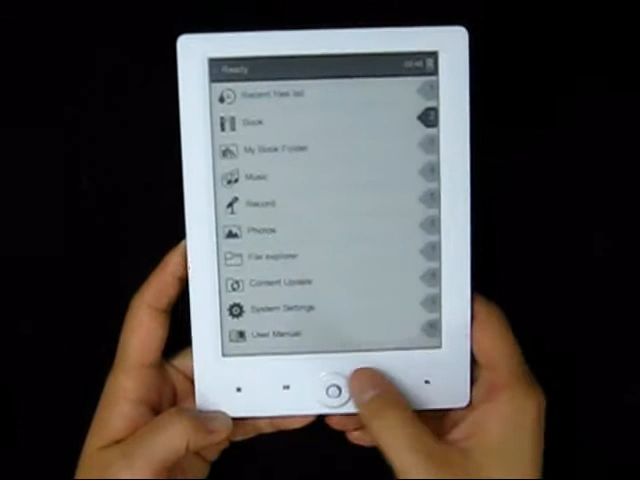 Ready
Recent files list
Book
My Book Folder
Music
Record
Photos
File explorer
Content Update
System Settings
User Manual